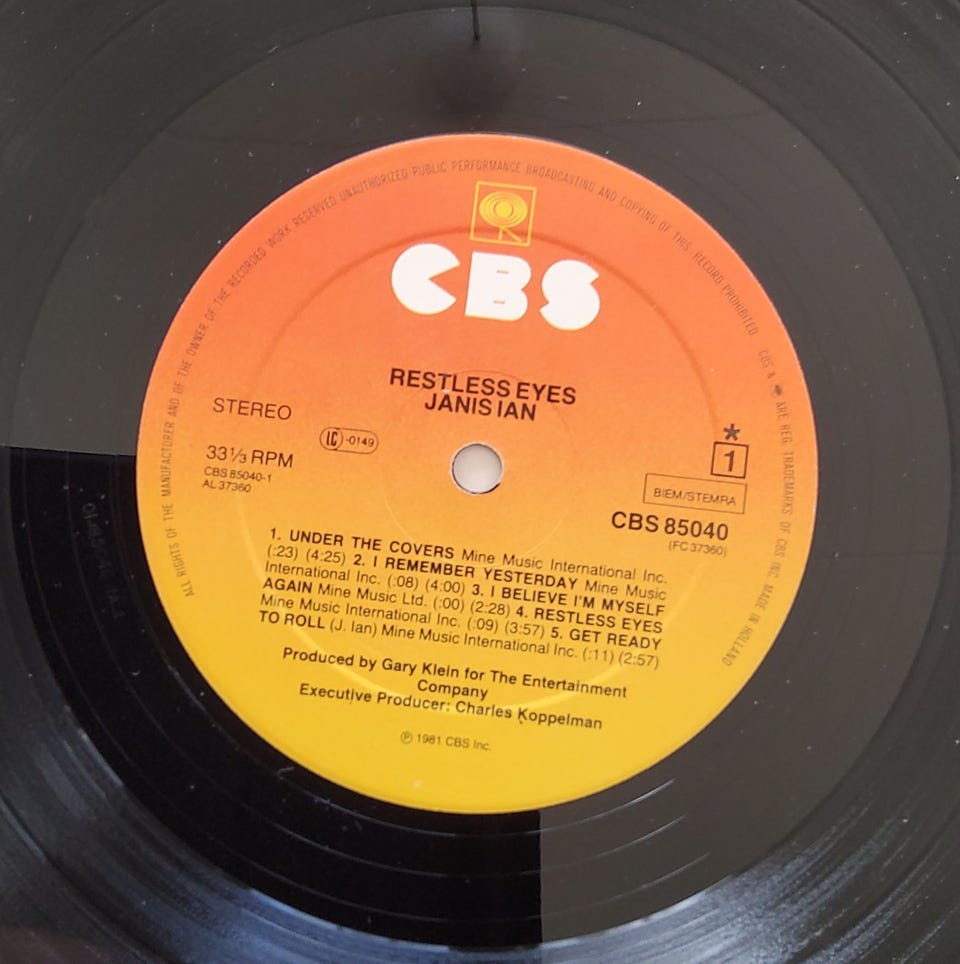 ALL RIGHTS OF THE MANUFACTURER AND OF THE OWNER OF THE RECORDED WORK RESERVED UNAUTHORIZED PUBLIC PERFORMANCE BROADCASTING AND COPYING OF THIS RECORD PROHIBITED CBS & ARE REG. TRADEMARKS OF CBS INC. MADE IN HOLLAND
CBS
RESTLESS EYES
JANIS IAN
STEREO
LC -0149
33 1/3 RPM
CBS 85040-1
AL 37360
*
1
BIEM/STEMRA
CBS 85040
(FC 37360)
1. UNDER THE COVERS Mine Music International Inc.
(:23) (4:25) 2. I REMEMBER YESTERDAY Mine Music
International Inc. (:08) (4:00) 3. I BELIEVE I'M MYSELF
AGAIN Mine Music Ltd. (:00) (2:28) 4. RESTLESS EYES
Mine Music International Inc. (:09) (3:57) 5. GET READY
TO ROLL (J. Ian) Mine Music International Inc. (:11) (2:57)
Produced by Gary Klein for The Entertainment
Company
Executive Producer: Charles Koppelman
℗ 1981 CBS Inc.